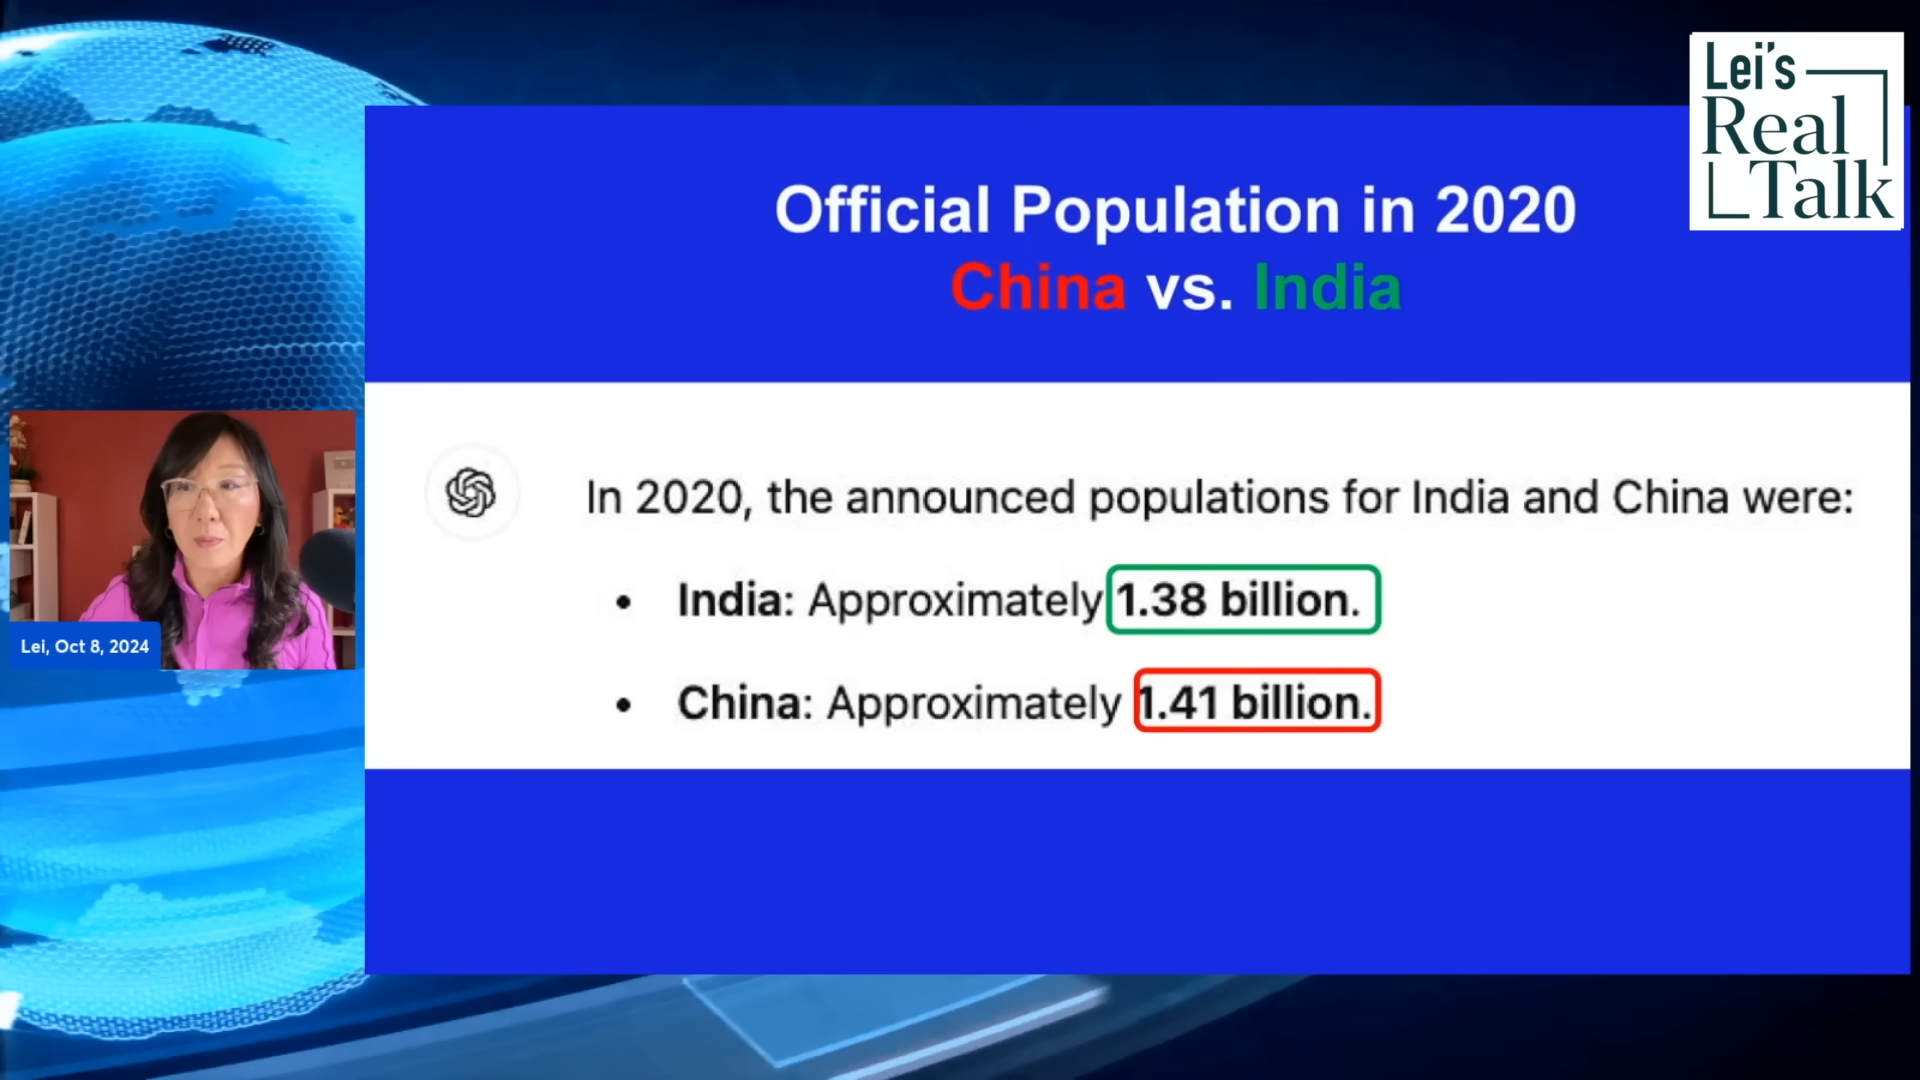 Lei's
Real
Talk
Official Population in 2020
China vs. India
In 2020, the announced populations for India and China were:
• India: Approximately 1.38 billion.
• China: Approximately 1.41 billion.
Lei, Oct 8, 2024